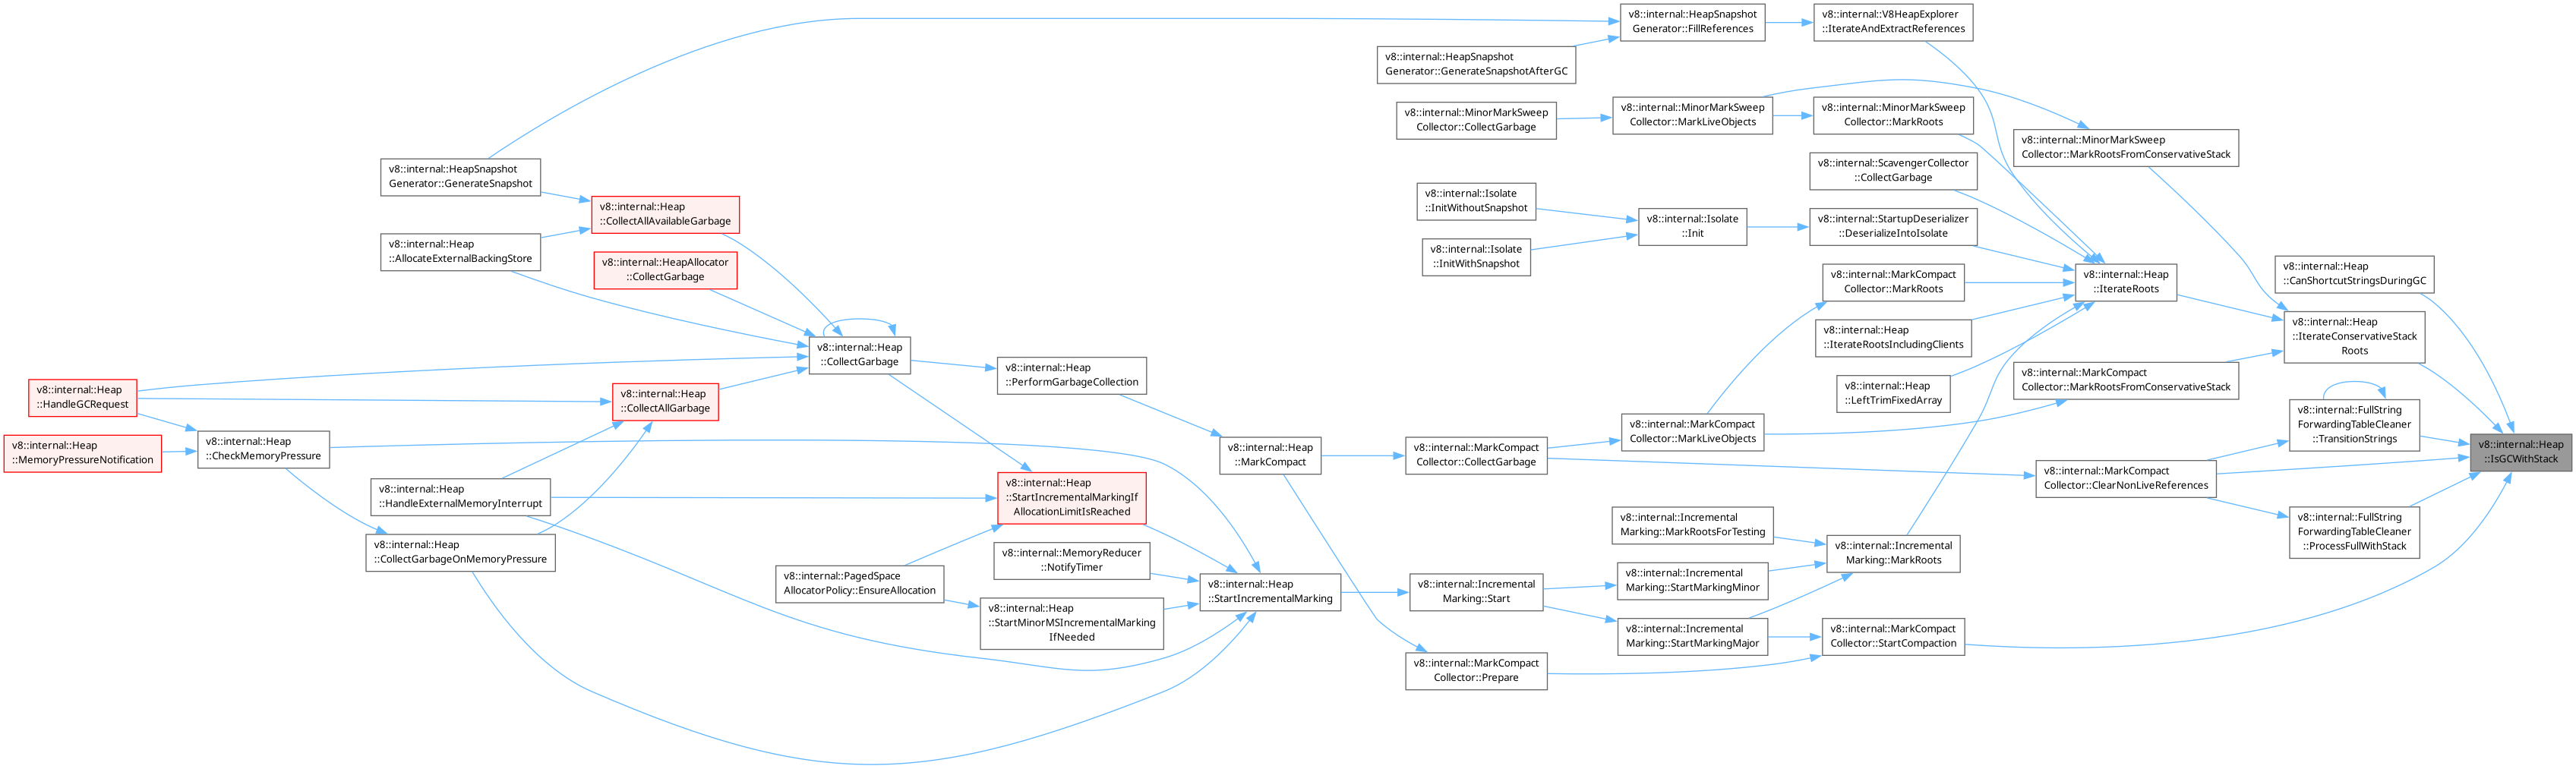 v8::internal::HeapSnapshot
Generator::FillReferences
v8::internal::V8HeapExplorer
::IterateAndExtractReferences
v8::internal::HeapSnapshot
Generator::GenerateSnapshotAfterGC
v8::internal::MinorMarkSweep
Collector::CollectGarbage
v8::internal::MinorMarkSweep
Collector::MarkLiveObjects
v8::internal::MinorMarkSweep
Collector::MarkRoots
v8::internal::MinorMarkSweep
Collector::MarkRootsFromConservativeStack
v8::internal::HeapSnapshot
Generator::GenerateSnapshot
v8::internal::ScavengerCollector
::CollectGarbage
v8::internal::Heap
::CollectAllAvailableGarbage
v8::internal::Isolate
::InitWithoutSnapshot
v8::internal::Isolate
::Init
v8::internal::StartupDeserializer
::DeserializeIntoIsolate
v8::internal::Heap
::AllocateExternalBackingStore
v8::internal::HeapAllocator
::CollectGarbage
v8::internal::Isolate
::InitWithSnapshot
v8::internal::MarkCompact
Collector::MarkRoots
v8::internal::Heap
::IterateRoots
v8::internal::Heap
::CanShortcutStringsDuringGC
v8::internal::Heap
::CollectGarbage
v8::internal::Heap
::IterateRootsIncludingClients
v8::internal::Heap
::IterateConservativeStack
Roots
v8::internal::Heap
::PerformGarbageCollection
v8::internal::Heap
::LeftTrimFixedArray
v8::internal::MarkCompact
Collector::MarkRootsFromConservativeStack
v8::internal::Heap
::HandleGCRequest
v8::internal::Heap
::CollectAllGarbage
v8::internal::MarkCompact
Collector::MarkLiveObjects
v8::internal::FullString
ForwardingTableCleaner
::TransitionStrings
v8::internal::Heap
::MemoryPressureNotification
v8::internal::Heap
::CheckMemoryPressure
v8::internal::Heap
::MarkCompact
v8::internal::MarkCompact
Collector::CollectGarbage
v8::internal::Heap
::IsGCWithStack
v8::internal::Heap
::HandleExternalMemoryInterrupt
v8::internal::Heap
::StartIncrementalMarkingIf
AllocationLimitIsReached
v8::internal::MarkCompact
Collector::ClearNonLiveReferences
v8::internal::Heap
::CollectGarbageOnMemoryPressure
v8::internal::MemoryReducer
::NotifyTimer
v8::internal::Incremental
Marking::MarkRootsForTesting
v8::internal::Incremental
Marking::MarkRoots
v8::internal::FullString
ForwardingTableCleaner
::ProcessFullWithStack
v8::internal::PagedSpace
AllocatorPolicy::EnsureAllocation
v8::internal::Heap
::StartMinorMSIncrementalMarking
IfNeeded
v8::internal::Heap
::StartIncrementalMarking
v8::internal::Incremental
Marking::Start
v8::internal::Incremental
Marking::StartMarkingMinor
v8::internal::Incremental
Marking::StartMarkingMajor
v8::internal::MarkCompact
Collector::StartCompaction
v8::internal::MarkCompact
Collector::Prepare